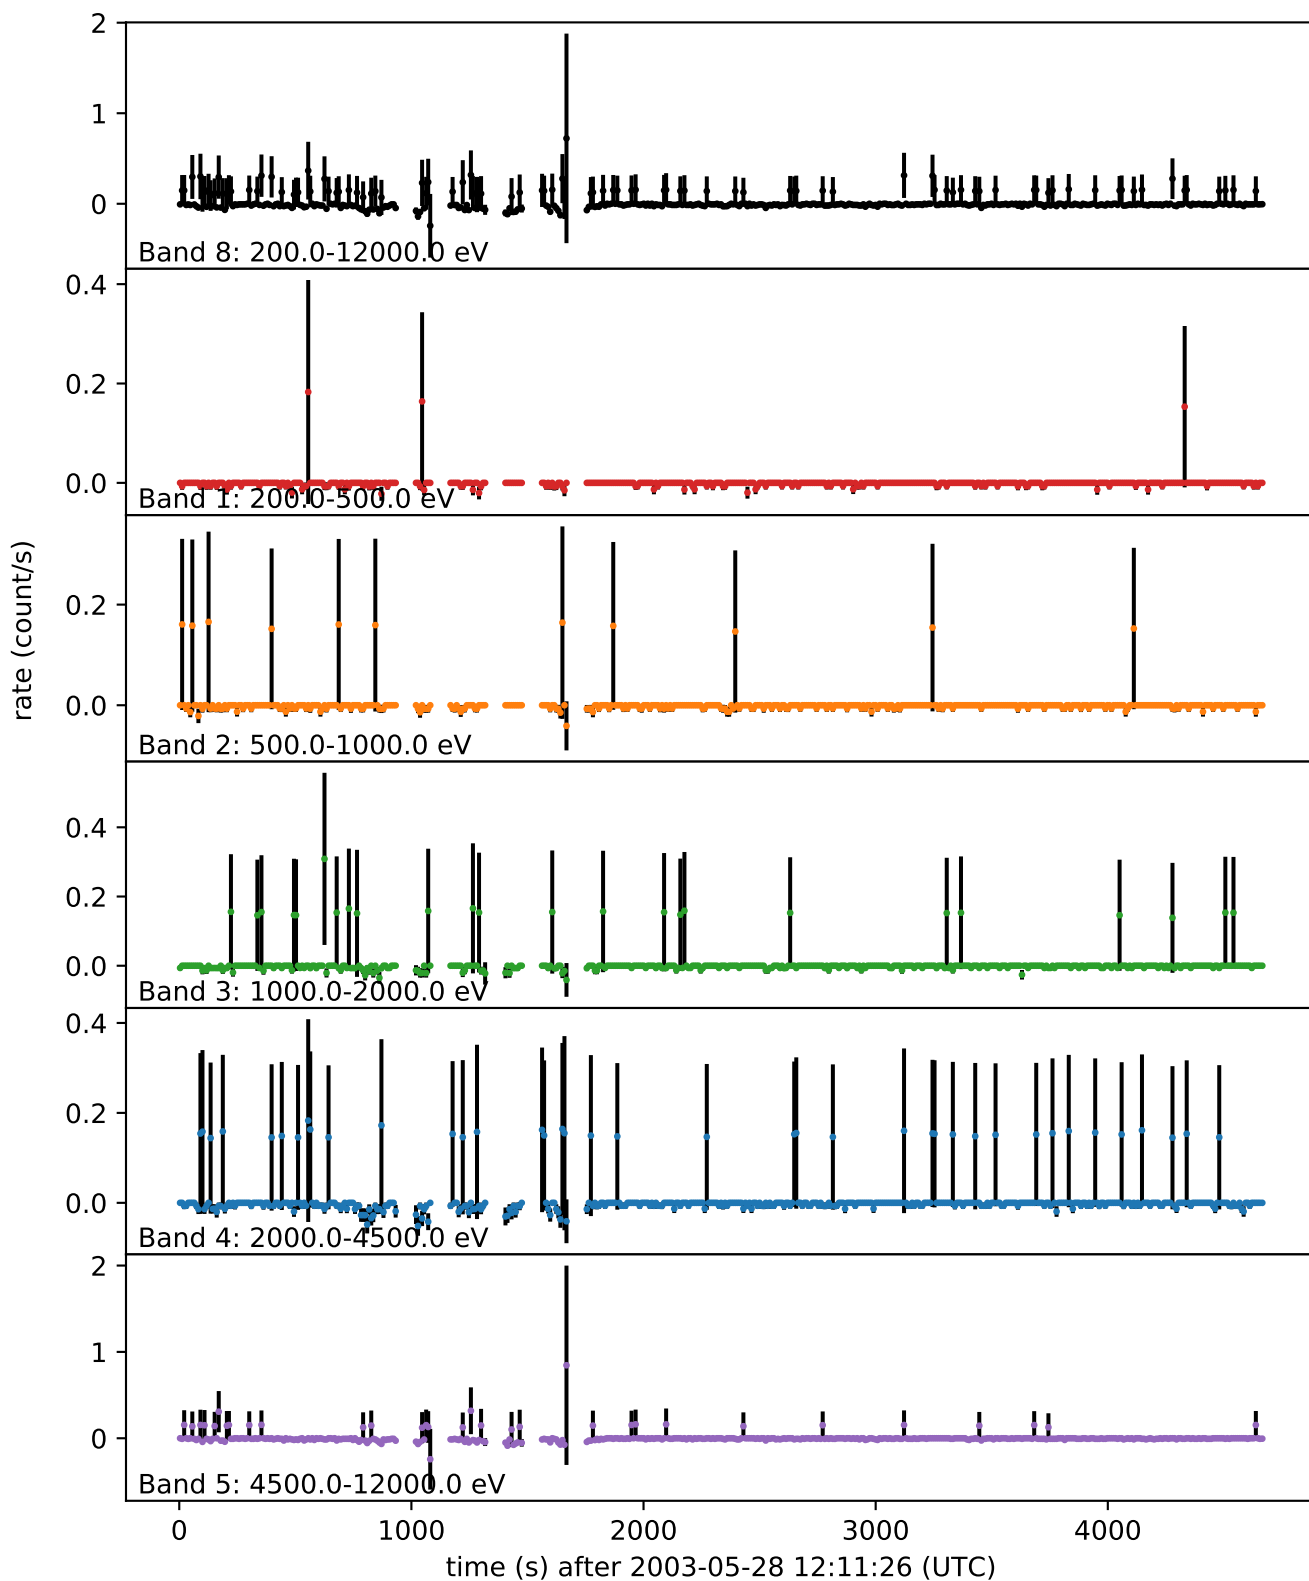 2
1
0
Band 8: 200.0-12000.0 eV
0.4
0.2
0.0
Band 1: 200.0-500.0 eV
0.2
0.0
Band 2: 500.0-1000.0 eV
rate (count/s)
0.4
0.2
0.0
Band 3: 1000.0-2000.0 eV
0.4
0.2
0.0
Band 4: 2000.0-4500.0 eV
2
1
0
Band 5: 4500.0-12000.0 eV
0 1000 2000 3000 4000
time (s) after 2003-05-28 12:11:26 (UTC)